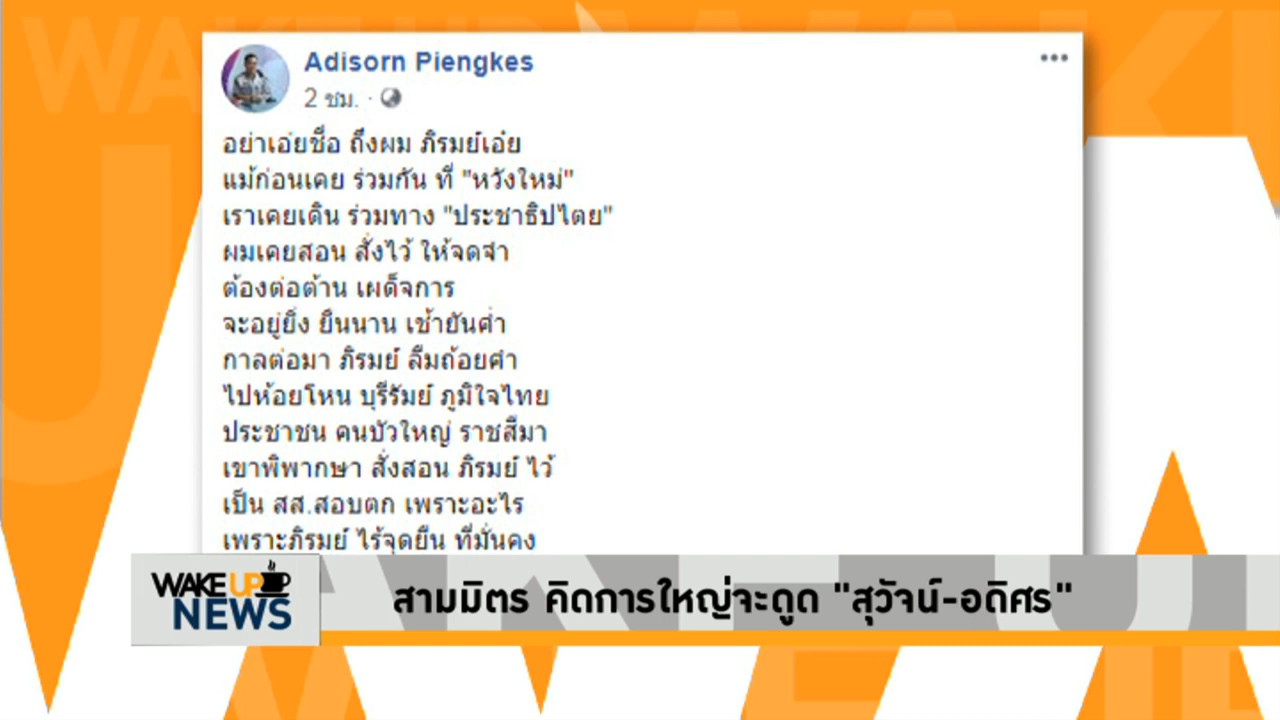 Adisorn Piengkes
2 ชม. ·
อย่าเอ่ยชื่อ ถึงผม ภิรมย์เอ๋ย
แม้ก่อนเคย ร่วมกัน ที่ "หวังใหม่"
เราเคยเดิน ร่วมทาง "ประชาธิปไตย"
ผมเคยสอน สั่งไว้ ให้จดจำ
ต้องต่อต้าน เผด็จการ
จะอยู่ยิ่ง ยืนนาน เช้ายันค่ำ
กาลต่อมา ภิรมย์ ลืมถ้อยคำ
ไปห้อยโหน บุรีรัมย์ ภูมิใจไทย
ประชาชน คนบัวใหญ่ ราชสีมา
เขาพิพากษา สั่งสอน ภิรมย์ ไว้
เป็น สส.สอบตก เพราะอะไร
เพราะภิรมย์ ไร้จุดยืน ที่มั่นคง
WAKE UP
NEWS
สามมิตร คิดการใหญ่จะดูด "สุวัจน์-อดิศร"